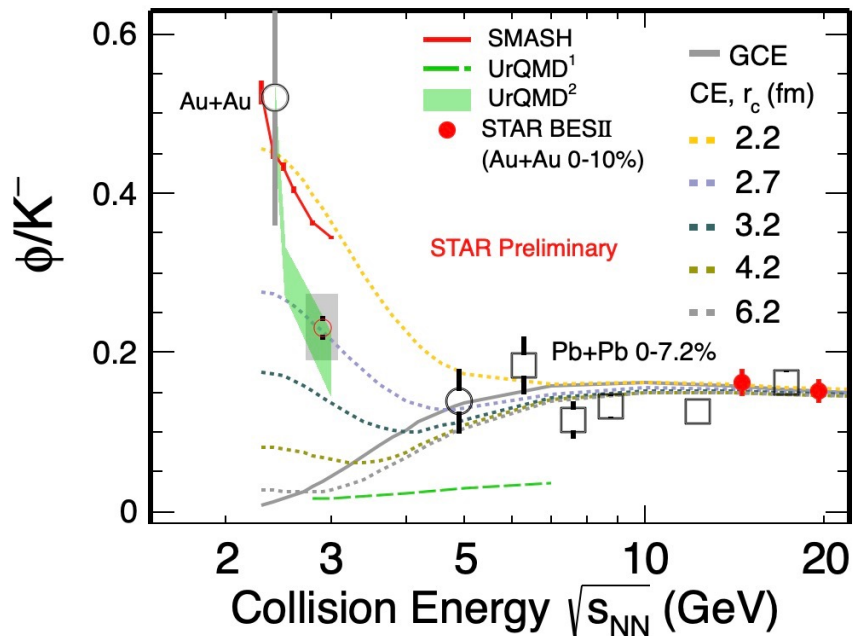 0.6
0.4
0.2
0
ϕ/K⁻
Au+Au
SMASH
UrQMD¹
UrQMD²
STAR BESII
(Au+Au 0-10%)
GCE
CE, r_c (fm)
2.2
2.7
3.2
4.2
6.2
STAR Preliminary
Pb+Pb 0-7.2%
2 3 5 10 20
Collision Energy √s_NN (GeV)